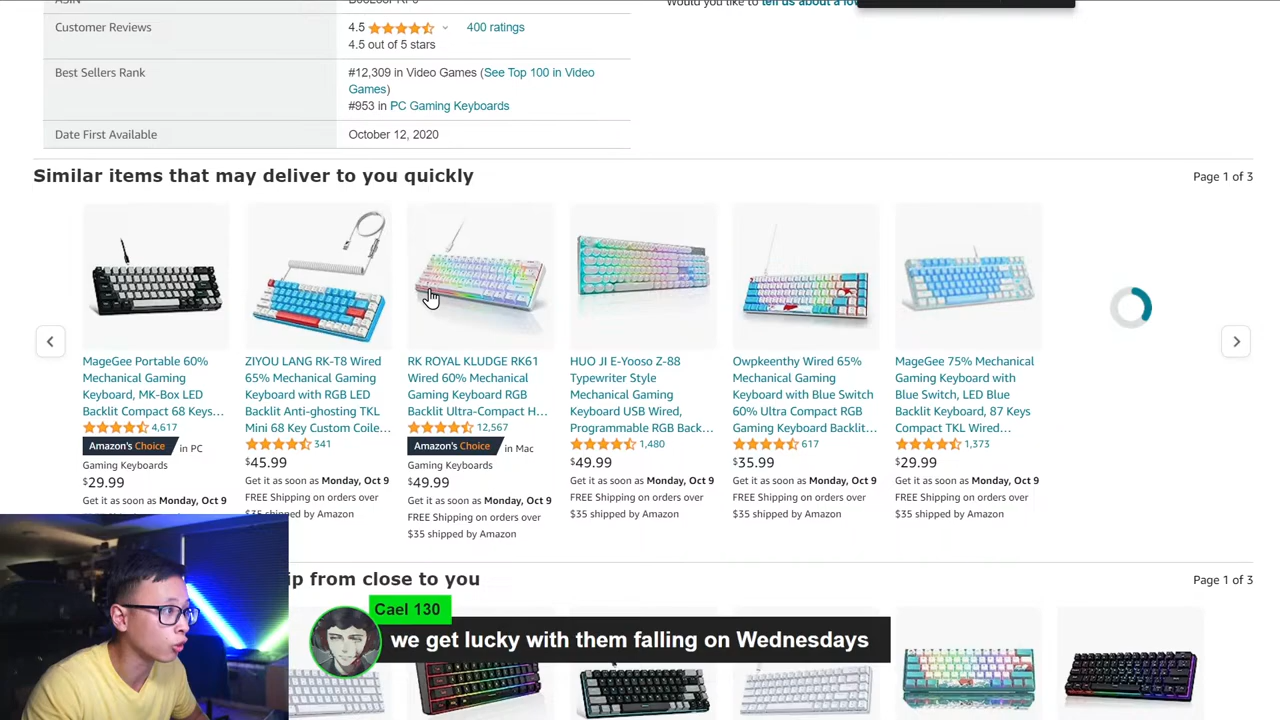 Customer Reviews
4.5
400 ratings
4.5 out of 5 stars
Best Sellers Rank
#12,309 in Video Games (See Top 100 in Video
Games)
#953 in PC Gaming Keyboards
Date First Available
October 12, 2020
Would you like to tell us about a
Similar items that may deliver to you quickly
Page 1 of 3
MageGee Portable 60%
Mechanical Gaming
Keyboard, MK-Box LED
Backlit Compact 68 Keys...
4,617
Amazon's Choice in PC
Gaming Keyboards
$29.99
Get it as soon as Monday, Oct 9
ZIYOU LANG RK-T8 Wired
65% Mechanical Gaming
Keyboard with RGB LED
Backlit Anti-ghosting TKL
Mini 68 Key Custom Coile...
341
$45.99
Get it as soon as Monday, Oct 9
FREE Shipping on orders over
$35 shipped by Amazon
RK ROYAL KLUDGE RK61
Wired 60% Mechanical
Gaming Keyboard RGB
Backlit Ultra-Compact H...
12,567
Amazon's Choice in Mac
Gaming Keyboards
$49.99
Get it as soon as Monday, Oct 9
FREE Shipping on orders over
$35 shipped by Amazon
HUO JI E-Yooso Z-88
Typewriter Style
Mechanical Gaming
Keyboard USB Wired,
Programmable RGB Back...
1,480
$49.99
Get it as soon as Monday, Oct 9
FREE Shipping on orders over
$35 shipped by Amazon
Owpkeenthy Wired 65%
Mechanical Gaming
Keyboard with Blue Switch
60% Ultra Compact RGB
Gaming Keyboard Backlit...
617
$35.99
Get it as soon as Monday, Oct 9
FREE Shipping on orders over
$35 shipped by Amazon
MageGee 75% Mechanical
Gaming Keyboard with
Blue Switch, LED Blue
Backlit Keyboard, 87 Keys
Compact TKL Wired...
1,373
$29.99
Get it as soon as Monday, Oct 9
FREE Shipping on orders over
$35 shipped by Amazon
from close to you
Page 1 of 3
Cael 130
we get lucky with them falling on Wednesdays